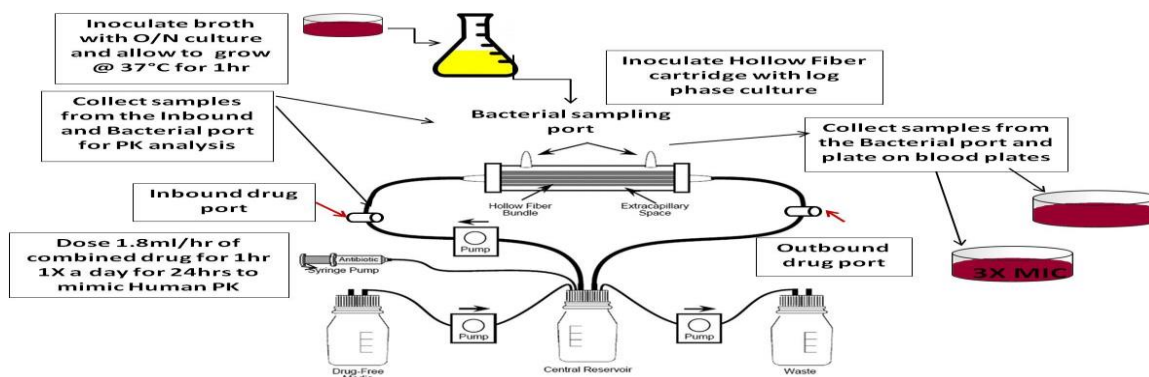 Inoculate broth
with O/N culture
and allow to grow
@ 37°C for 1hr
Inoculate Hollow Fiber
cartridge with log
phase culture
Collect samples
from the Inbound
and Bacterial port
for PK analysis
Bacterial sampling
port
Collect samples from
the Bacterial port and
plate on blood plates
Inbound drug
port
Hollow Fiber
Bundle
Extracapillary
Space
Dose 1.8ml/hr of
combined drug for 1hr
1X a day for 24hrs to
mimic Human PK
Pump
Antibiotic
Syringe Pump
Outbound
drug port
3X MIC
Pump
Pump
Drug-Free
Central Reservoir
Waste